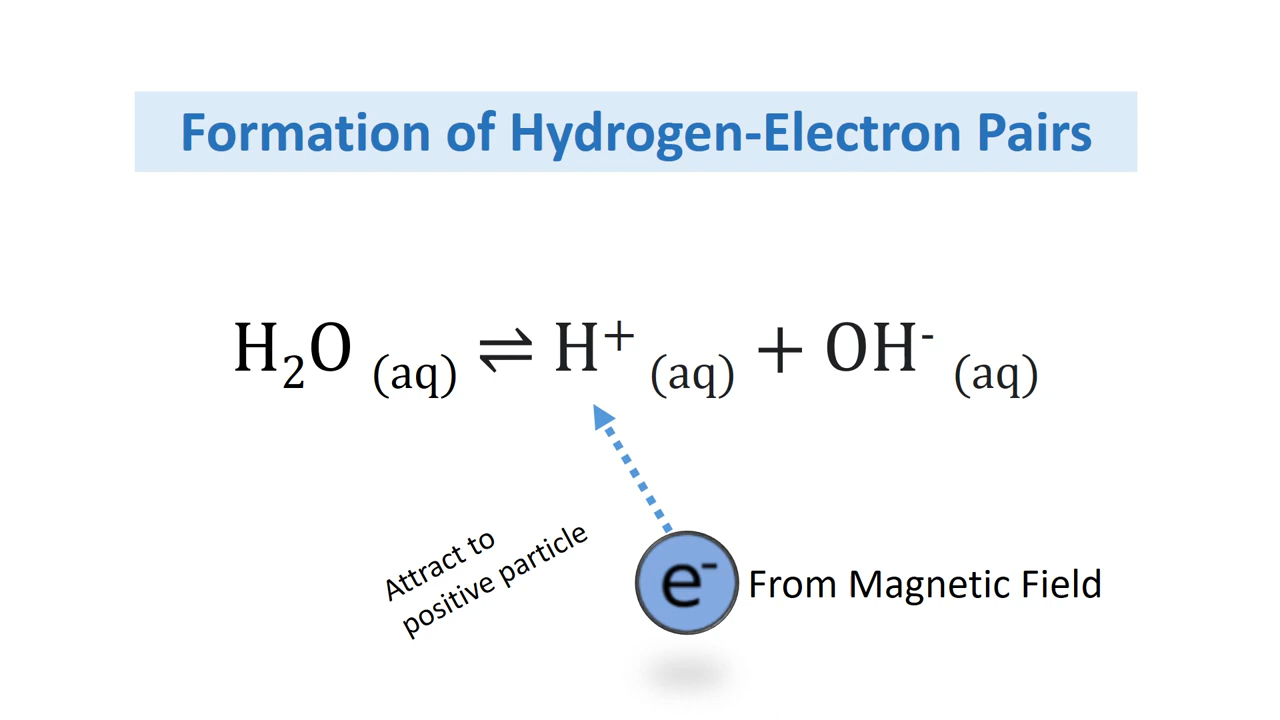 Formation of Hydrogen-Electron Pairs
H₂O (aq) ⇌ H⁺ (aq) + OH⁻ (aq)
Attract to
positive particle
e⁻
From Magnetic Field